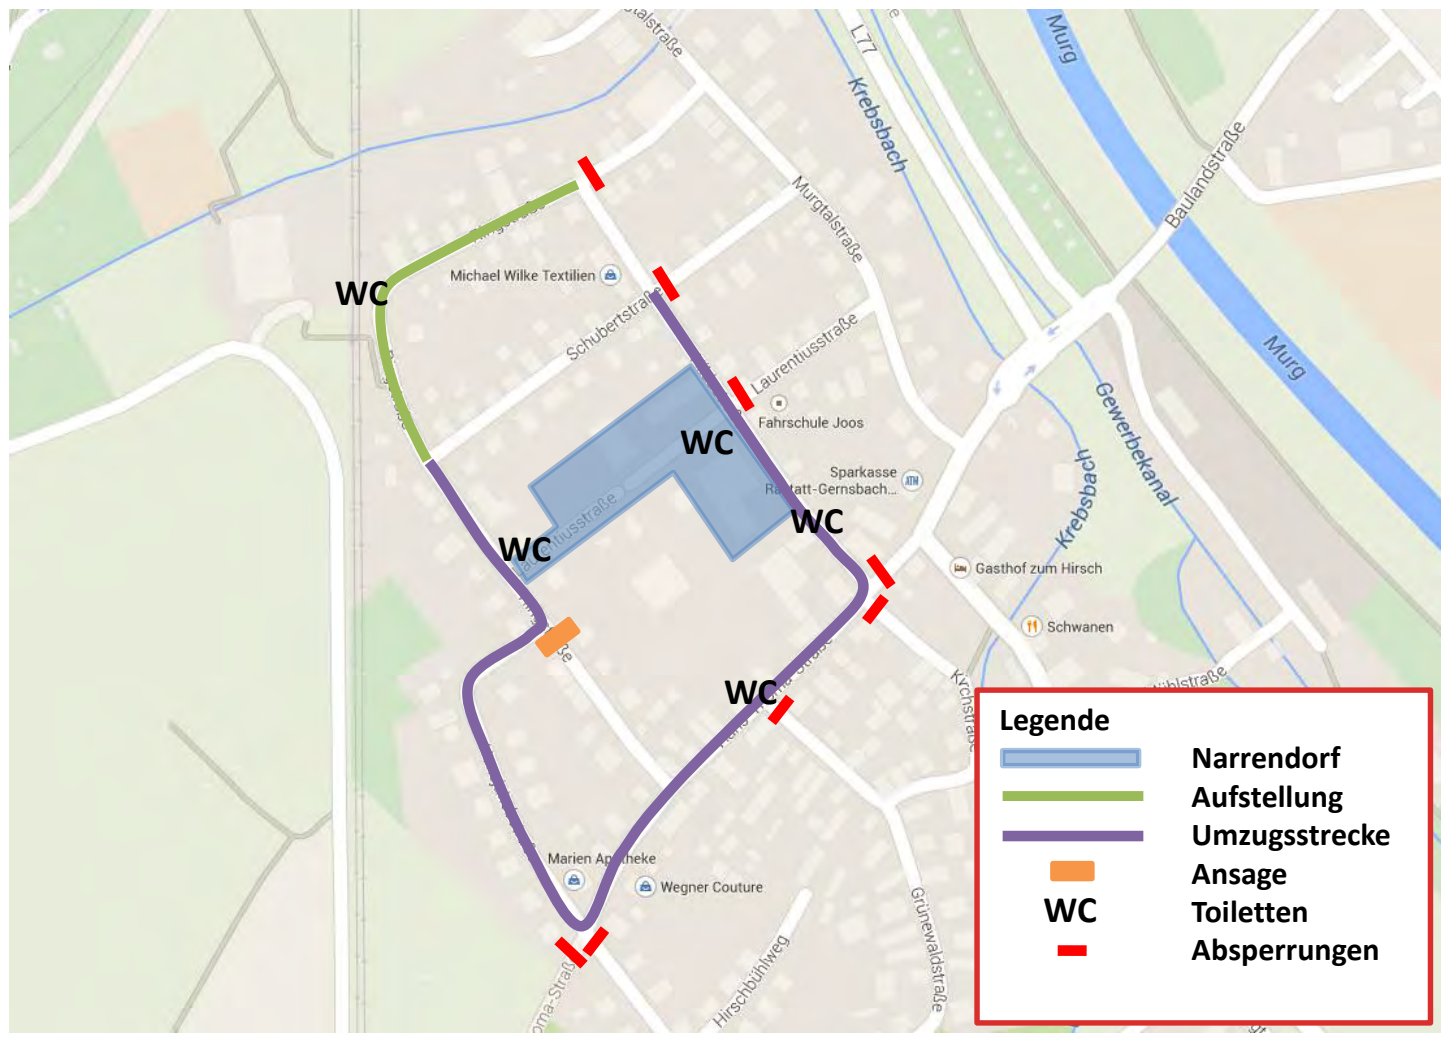 L77
Murg
Krebsbach
Baulandstraße
Murgtalstraße
WC
Michael Wilke Textilien
Schubertstraße
Laurentiusstraße
Murg
Fahrschule Joos
WC
Gewerbekanal
Sparkasse
Rastatt-Gernsbach...
ATM
Krebsbach
WC
WC
Gasthof zum Hirsch
Schwanen
WC
Marien Apotheke
Wegner Couture
Grünewaldstraße
Hirschbühlweg
Legende
Narrendorf
Aufstellung
Umzugsstrecke
Ansage
WC Toiletten
Absperrungen